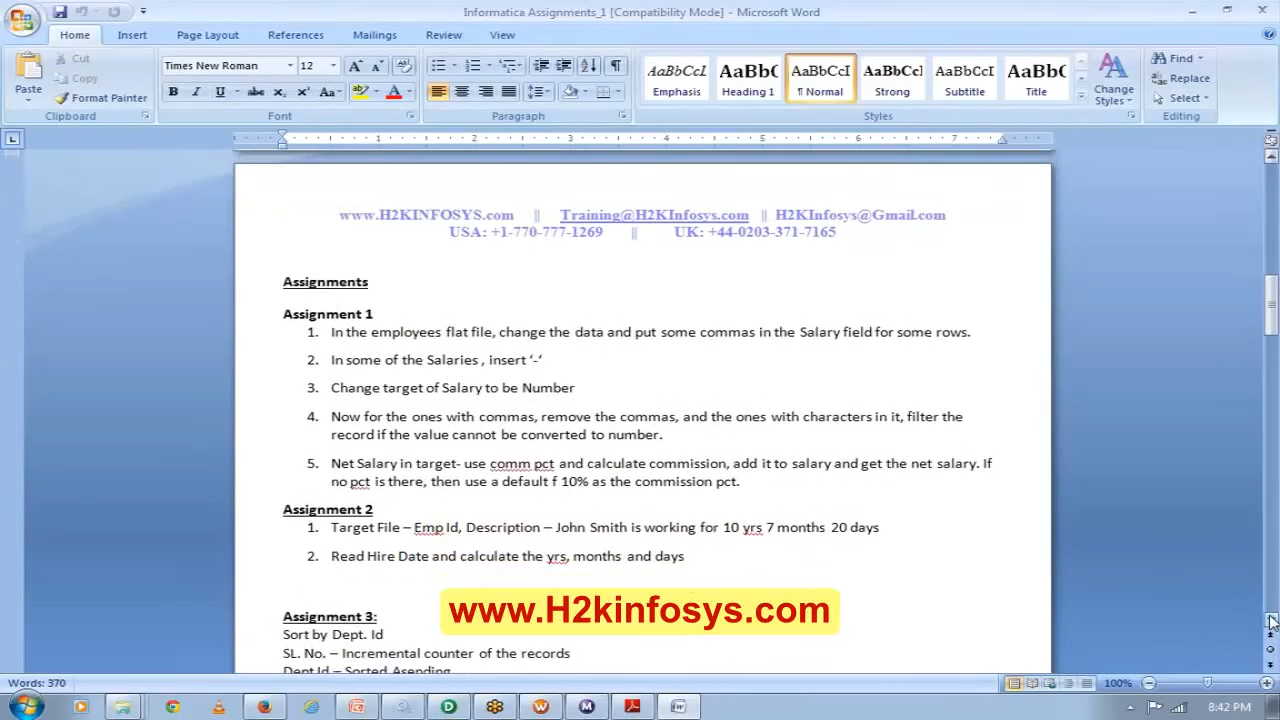 Informatica Assignments_1 [Compatibility Mode] - Microsoft Word
Home Insert Page Layout References Mailings Review View
Paste
Cut
Copy
Format Painter
Clipboard
Times New Roman 12
Font
Paragraph
AaBbCcI AaBbC AaBbCcI AaBbCcI AaBbCcI AaBbC
Emphasis Heading 1 ¶ Normal Strong Subtitle Title
Styles
Change Styles
Find
Replace
Select
Editing
www.H2KINFOSYS.com || Training@H2KInfosys.com || H2KInfosys@Gmail.com
USA: +1-770-777-1269 || UK: +44-0203-371-7165
Assignments
Assignment 1
1. In the employees flat file, change the data and put some commas in the Salary field for some rows.
2. In some of the Salaries , insert ‘-‘
3. Change target of Salary to be Number
4. Now for the ones with commas, remove the commas, and the ones with characters in it, filter the
record if the value cannot be converted to number.
5. Net Salary in target- use comm pct and calculate commission, add it to salary and get the net salary. If
no pct is there, then use a default f 10% as the commission pct.
Assignment 2
1. Target File – Emp Id, Description – John Smith is working for 10 yrs 7 months 20 days
2. Read Hire Date and calculate the yrs, months and days
Assignment 3:
Sort by Dept. Id
SL. No. – Incremental counter of the records
Dept Id – Sorted Asending
www.H2kinfosys.com
Words: 370
100%
8:42 PM